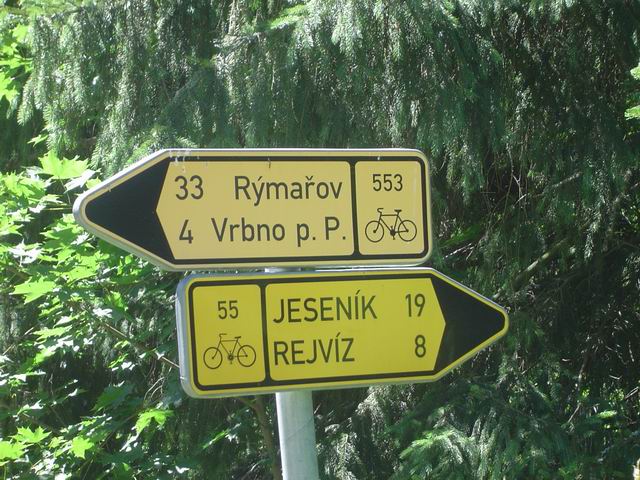 33 Rýmařov 553
4 Vrbno p. P.
55 JESENÍK 19
REJVÍZ 8